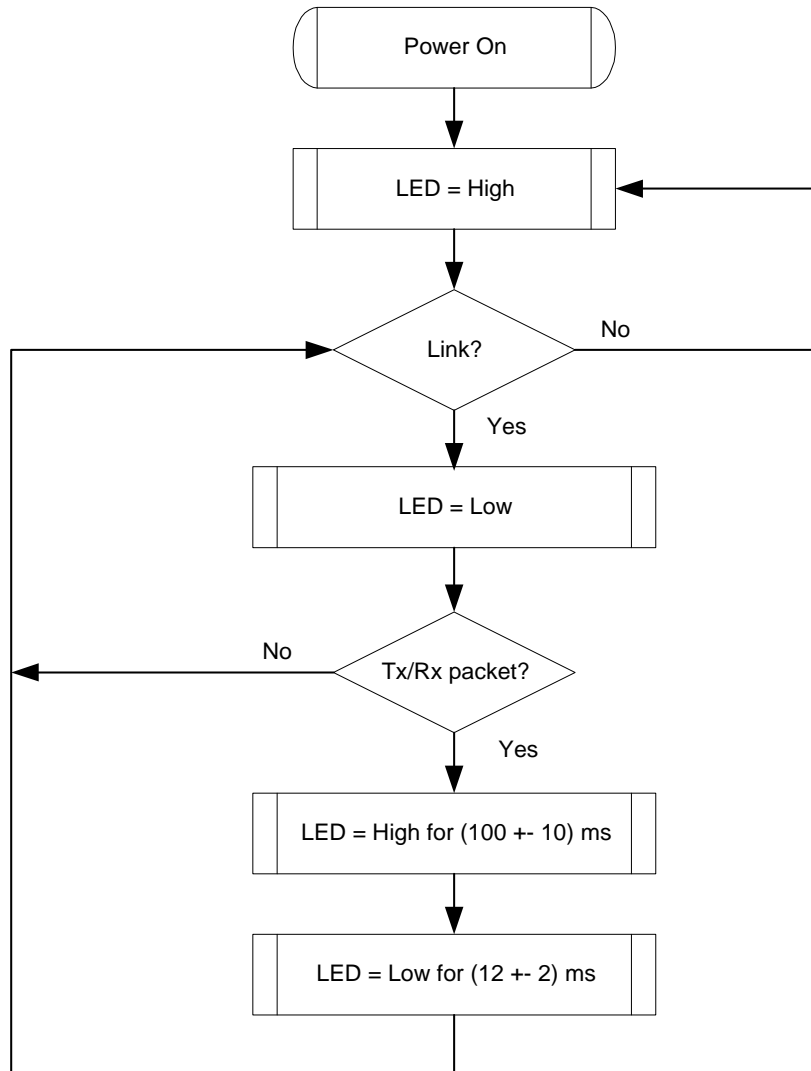 Power On
LED = High
Link?
No
Yes
LED = Low
No
Tx/Rx packet?
Yes
LED = High for (100 +- 10) ms
LED = Low for (12 +- 2) ms